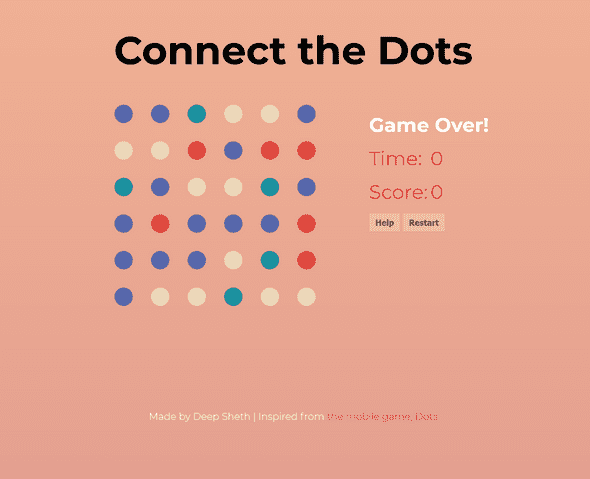 Connect the Dots
Game Over!
Time: 0
Score: 0
Help Restart
Made by Deep Sheth | Inspired from the mobile game, Dots